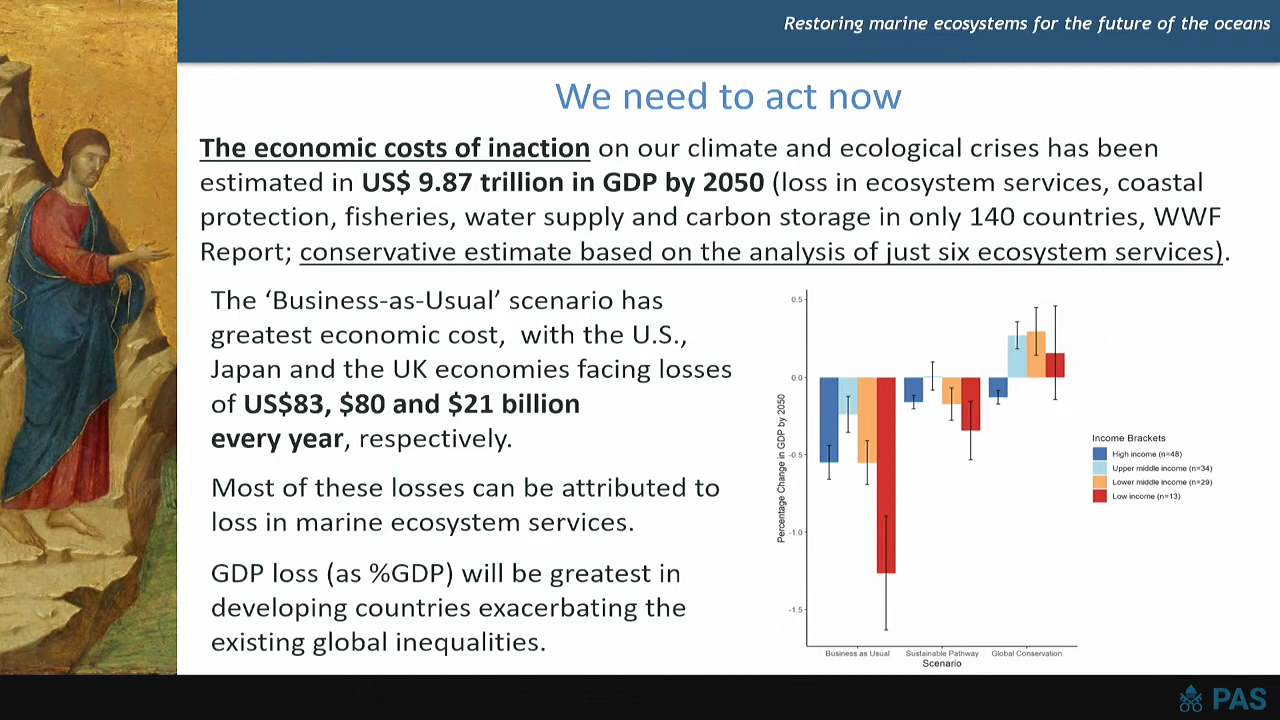 Restoring marine ecosystems for the future of the oceans
We need to act now
The economic costs of inaction on our climate and ecological crises has been
estimated in US$ 9.87 trillion in GDP by 2050 (loss in ecosystem services, coastal
protection, fisheries, water supply and carbon storage in only 140 countries, WWF
Report; conservative estimate based on the analysis of just six ecosystem services).
The ‘Business-as-Usual’ scenario has
greatest economic cost,  with the U.S.,
Japan and the UK economies facing losses
of US$83, $80 and $21 billion
every year, respectively.
Most of these losses can be attributed to
loss in marine ecosystem services.
GDP loss (as %GDP) will be greatest in
developing countries exacerbating the
existing global inequalities.
Percentage Change in GDP by 2050
0.5
0.0
-0.5
-1.0
-1.5
Business as Usual
Sustainable Pathway
Global Conservation
Scenario
Income Brackets
High income (n=48)
Upper middle income (n=34)
Lower middle income (n=29)
Low income (n=13)
PAS